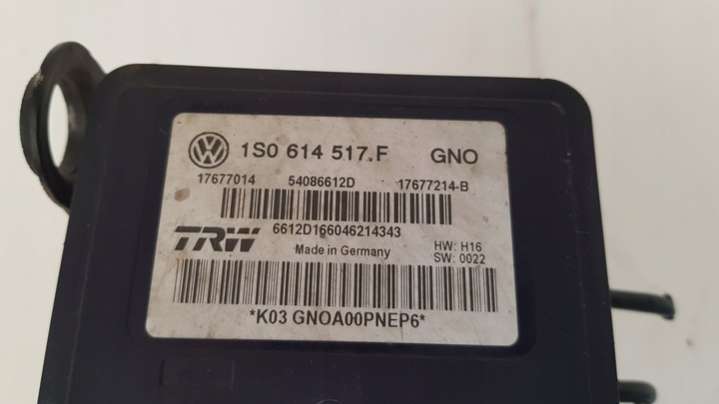 1S0 614 517.F GNO
17677014 54086612D 17677214-B
TRW 6612D166046214343
Made in Germany
HW: H16
SW: 0022
*K03 GNOA00PNEP6*